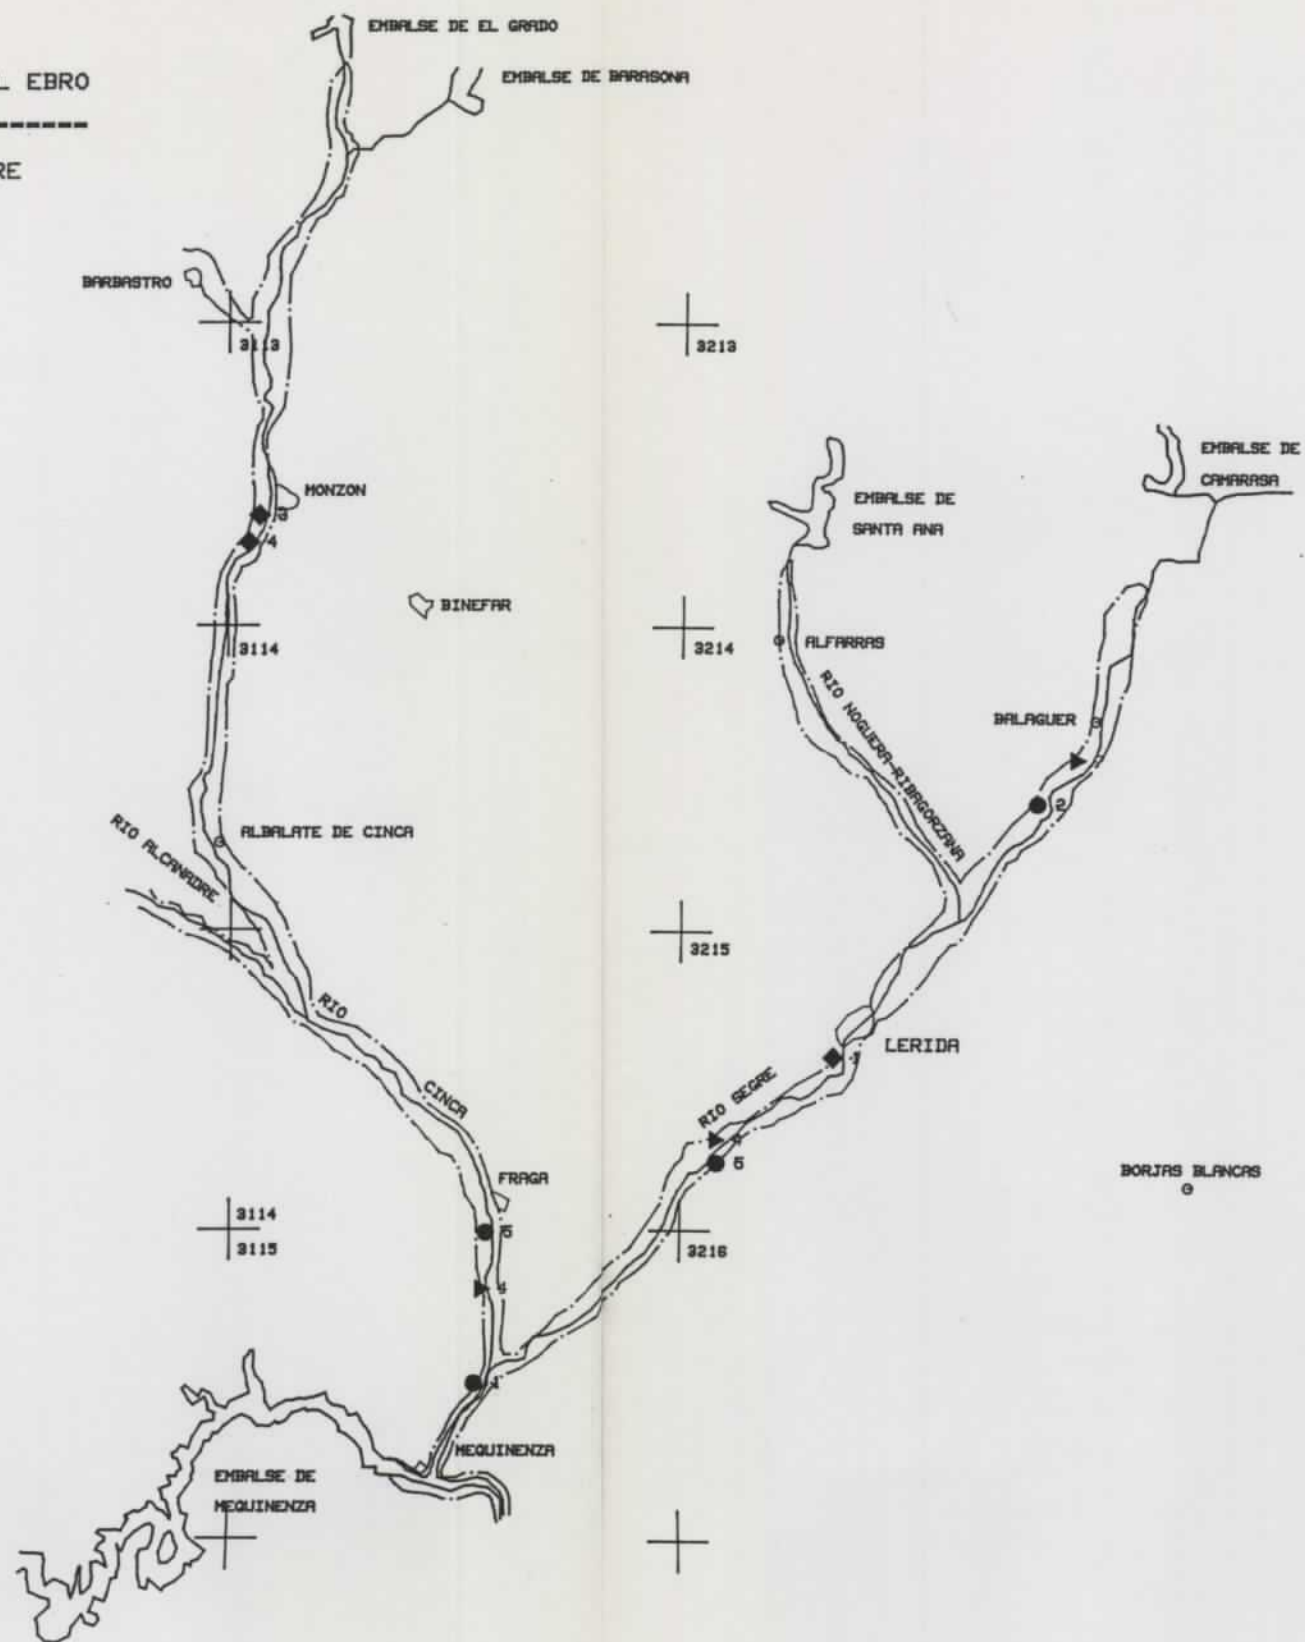 EMBALSE DE EL GRADO
L EBRO
EMBALSE DE BARASONA
RE
BARBASTRO
3113
3213
EMBALSE DE
CAMARASA
MONZON
3
EMBALSE DE
SANTA ANA
4
BINEFAR
ALFARRAS
3114
3214
RIO NOGUERA-RIBAGORZANA
BALAGUER
2
ALBALATE DE CINCA
RIO ALCANADRE
3215
RIO
CINCA
LERIDA
RIO SEGRE
5
FRAGA
BORJAS BLANCAS
3114
3115
5
3216
4
MEQUINENZA
EMBALSE DE
MEQUINENZA